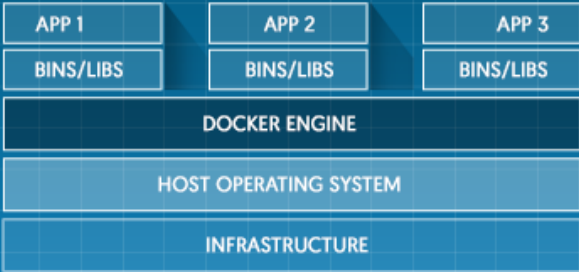 APP 1 APP 2 APP 3
BINS/LIBS BINS/LIBS BINS/LIBS
DOCKER ENGINE
HOST OPERATING SYSTEM
INFRASTRUCTURE